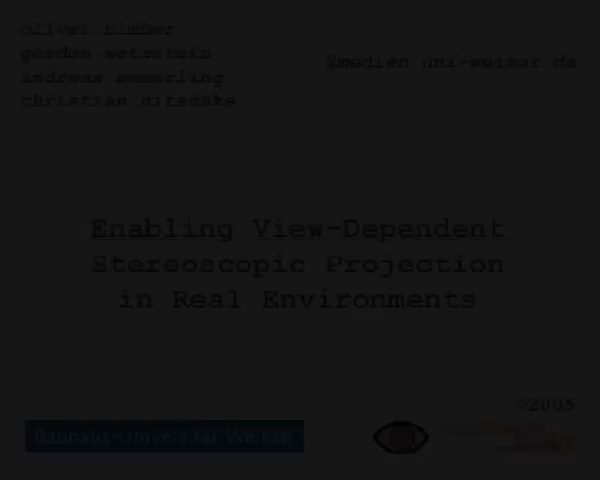 oliver.bimber
gordon.wetzstein
andreas.emmerling
christian.nitschke
@medien.uni-weimar.de
Enabling View-Dependent
Stereoscopic Projection
in Real Environments
©2005
Bauhaus-Universität Weimar